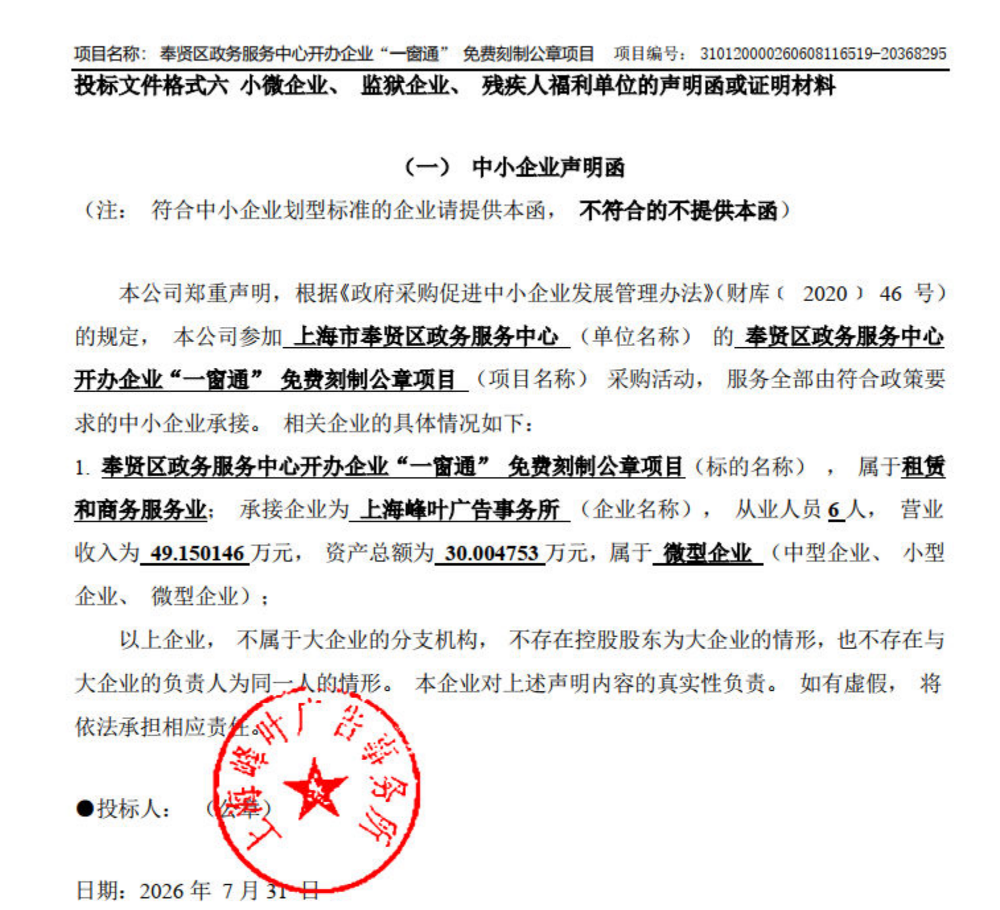 项目名称： 奉贤区政务服务中心开办企业“一窗通” 免费刻制公章项目 项目编号： 310120000260608116519-20368295
投标文件格式六 小微企业、 监狱企业、 残疾人福利单位的声明函或证明材料
（一） 中小企业声明函
（注： 符合中小企业划型标准的企业请提供本函， 不符合的不提供本函）
本公司郑重声明，根据《政府采购促进中小企业发展管理办法》（财库﹝ 2020 ﹞ 46 号）
的规定， 本公司参加 上海市奉贤区政务服务中心 （单位名称） 的 奉贤区政务服务中心
开办企业“一窗通” 免费刻制公章项目 （项目名称） 采购活动， 服务全部由符合政策要
求的中小企业承接。 相关企业的具体情况如下：
1. 奉贤区政务服务中心开办企业“一窗通” 免费刻制公章项目（标的名称） ， 属于租赁
和商务服务业； 承接企业为 上海峰叶广告事务所 （企业名称）， 从业人员 6 人， 营业
收入为 49.150146 万元， 资产总额为 30.004753 万元，属于 微型企业 （中型企业、 小型
企业、 微型企业）；
以上企业， 不属于大企业的分支机构， 不存在控股股东为大企业的情形，也不存在与
大企业的负责人为同一人的情形。 本企业对上述声明内容的真实性负责。 如有虚假， 将
依法承担相应责任。
上海峰叶广告事务所
●投标人： （公章）
日期：2026 年 7 月 31 日